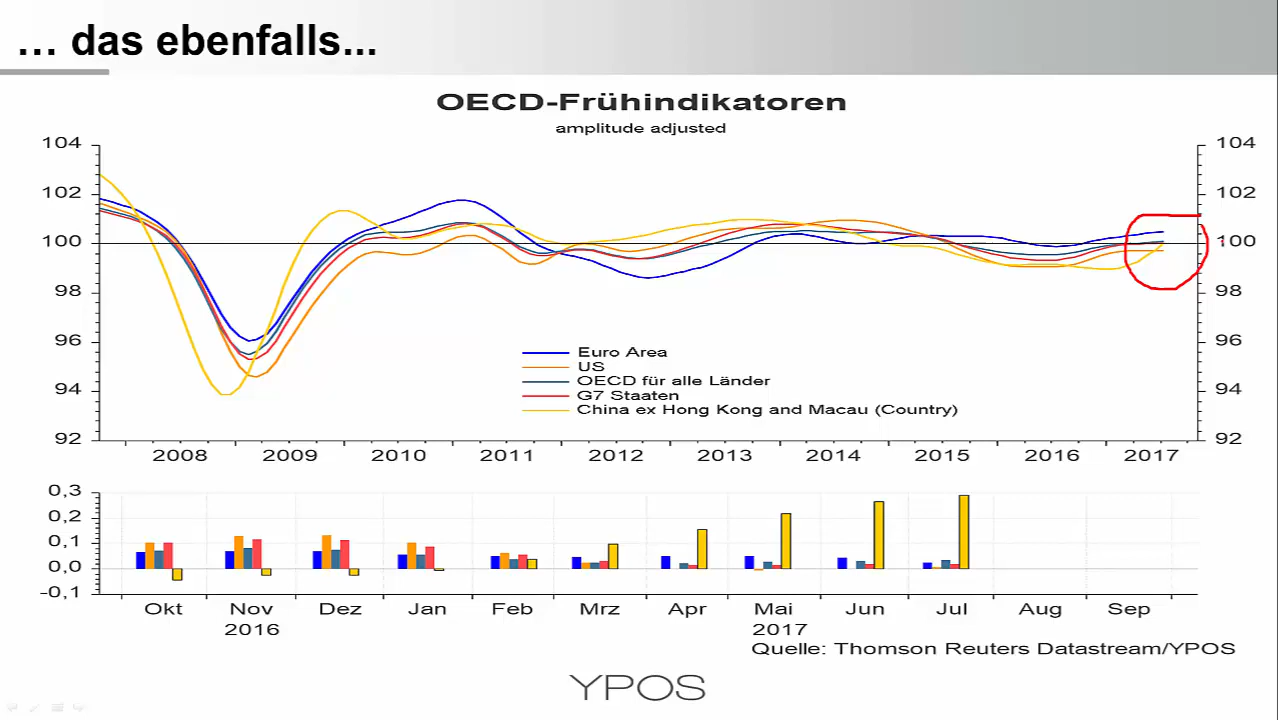 ... das ebenfalls...
OECD-Frühindikatoren
amplitude adjusted
104 104
102 102
100 100
98 98
96 96
94 94
92 92
Euro Area
US
OECD für alle Länder
G7 Staaten
China ex Hong Kong and Macau (Country)
2008 2009 2010 2011 2012 2013 2014 2015 2016 2017
0,3
0,2
0,1
0,0
-0,1
Okt Nov Dez Jan Feb Mrz Apr Mai Jun Jul Aug Sep
2016 2017
Quelle: Thomson Reuters Datastream/YPOS
YPOS